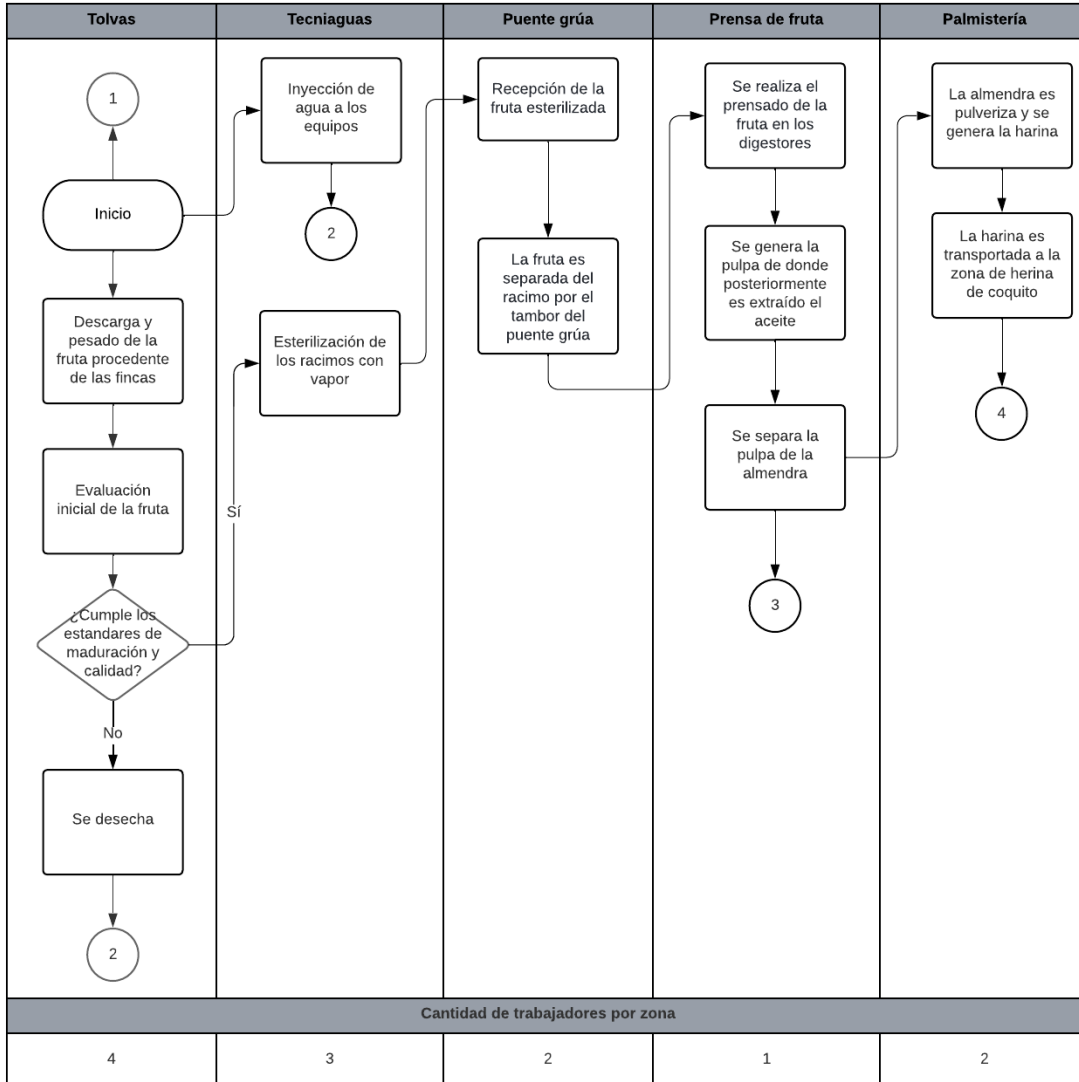 Tolvas
Tecniaguas
Puente grúa
Prensa de fruta
Palmistería
1
Inicio
Descarga y
pesado de la
fruta procedente
de las fincas
Evaluación
inicial de la fruta
¿Cumple los
estandares de
maduración y
calidad?
Sí
No
Se desecha
2
Inyección de
agua a los
equipos
2
Esterilización de
los racimos con
vapor
Recepción de la
fruta esterilizada
La fruta es
separada del
racimo por el
tambor del
puente grúa
Se realiza el
prensado de la
fruta en los
digestores
Se genera la
pulpa de donde
posteriormente
es extraído el
aceite
Se separa la
pulpa de la
almendra
3
La almendra es
pulveriza y se
genera la harina
La harina es
transportada a la
zona de herina
de coquito
4
Cantidad de trabajadores por zona
4
3
2
1
2